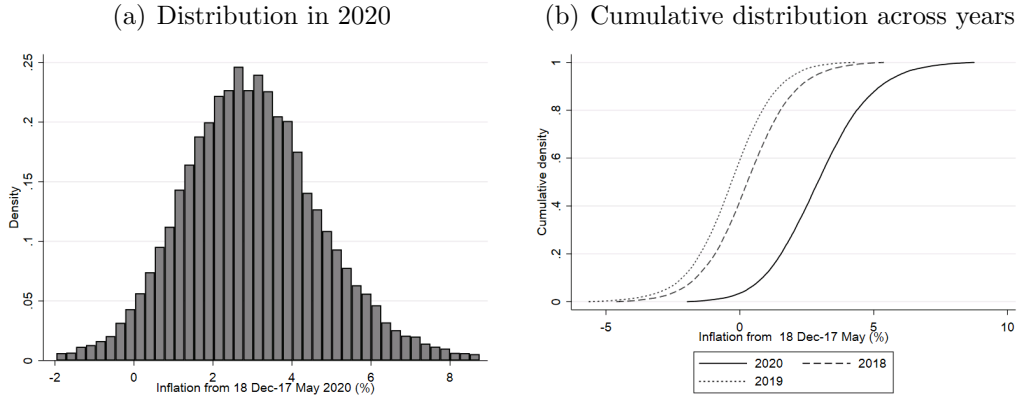 (a) Distribution in 2020
.25
.2
.15
.1
.05
0
Density
-2 0 2 4 6 8
Inflation from 18 Dec-17 May 2020 (%)
(b) Cumulative distribution across years
1
.8
.6
.4
.2
0
Cumulative density
-5 0 5 10
Inflation from 18 Dec-17 May (%)
2020 2018
2019